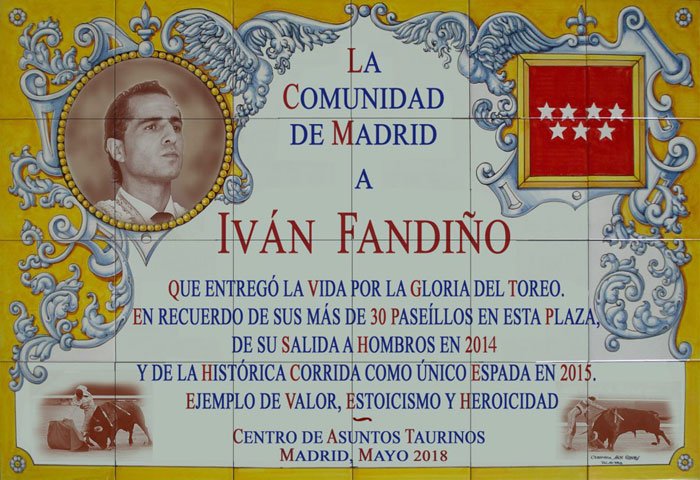 La
Comunidad
de Madrid
a
Iván Fandiño
Que entregó la Vida por la Gloria del Toreo.
En recuerdo de sus más de 30 Paseíllos en esta Plaza,
de su Salida a Hombros en 2014
y de la Histórica Corrida como Único Espada en 2015.
Ejemplo de Valor, Estoicismo y Heroicidad
Centro de Asuntos Taurinos
Madrid, Mayo 2018